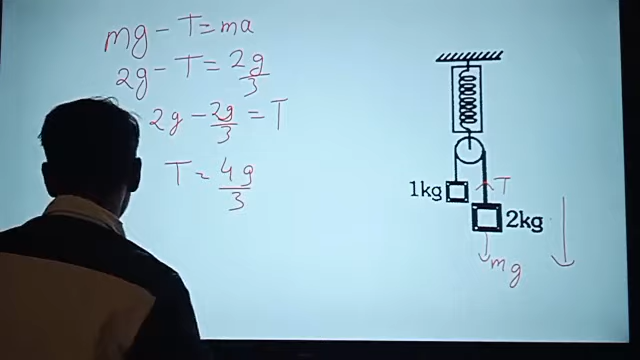 mg - T = ma
2g - T = 2g/3
2g - 2g/3 = T
T = 4g/3
1kg
T
2kg
mg